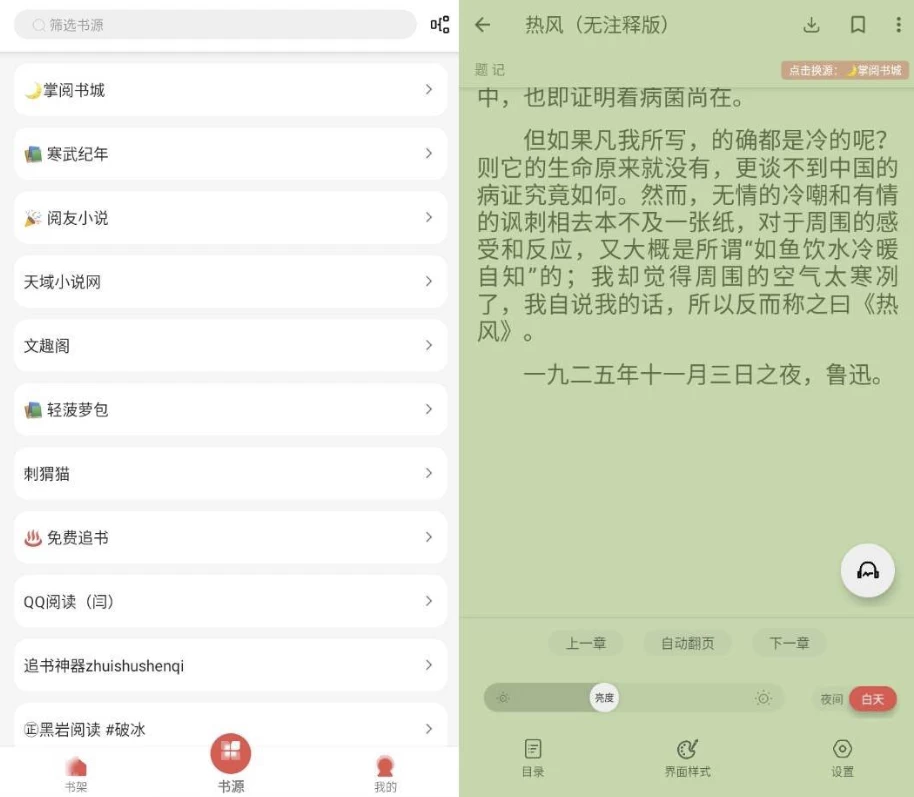 筛选书源
🌙掌阅书城
寒武纪年
阅友小说
天域小说网
文趣阁
轻菠萝包
刺猬猫
免费追书
QQ阅读（闫）
追书神器zhuishushenqi
㊣黑岩阅读 #破冰
书架
书源
我的
热风（无注释版）
题记
点击换源：🌙掌阅书城
中，也即证明着病菌尚在。
但如果凡我所写，的确都是冷的呢？
则它的生命原来就没有，更谈不到中国的
病证究竟如何。然而，无情的冷嘲和有情
的讽刺相去本不及一张纸，对于周围的感
受和反应，又大概是所谓“如鱼饮水冷暖
自知”的；我却觉得周围的空气太寒冽
了，我自说我的话，所以反而称之曰《热
风》。
一九二五年十一月三日之夜，鲁迅。
上一章
自动翻页
下一章
亮度
夜间
白天
目录
界面样式
设置